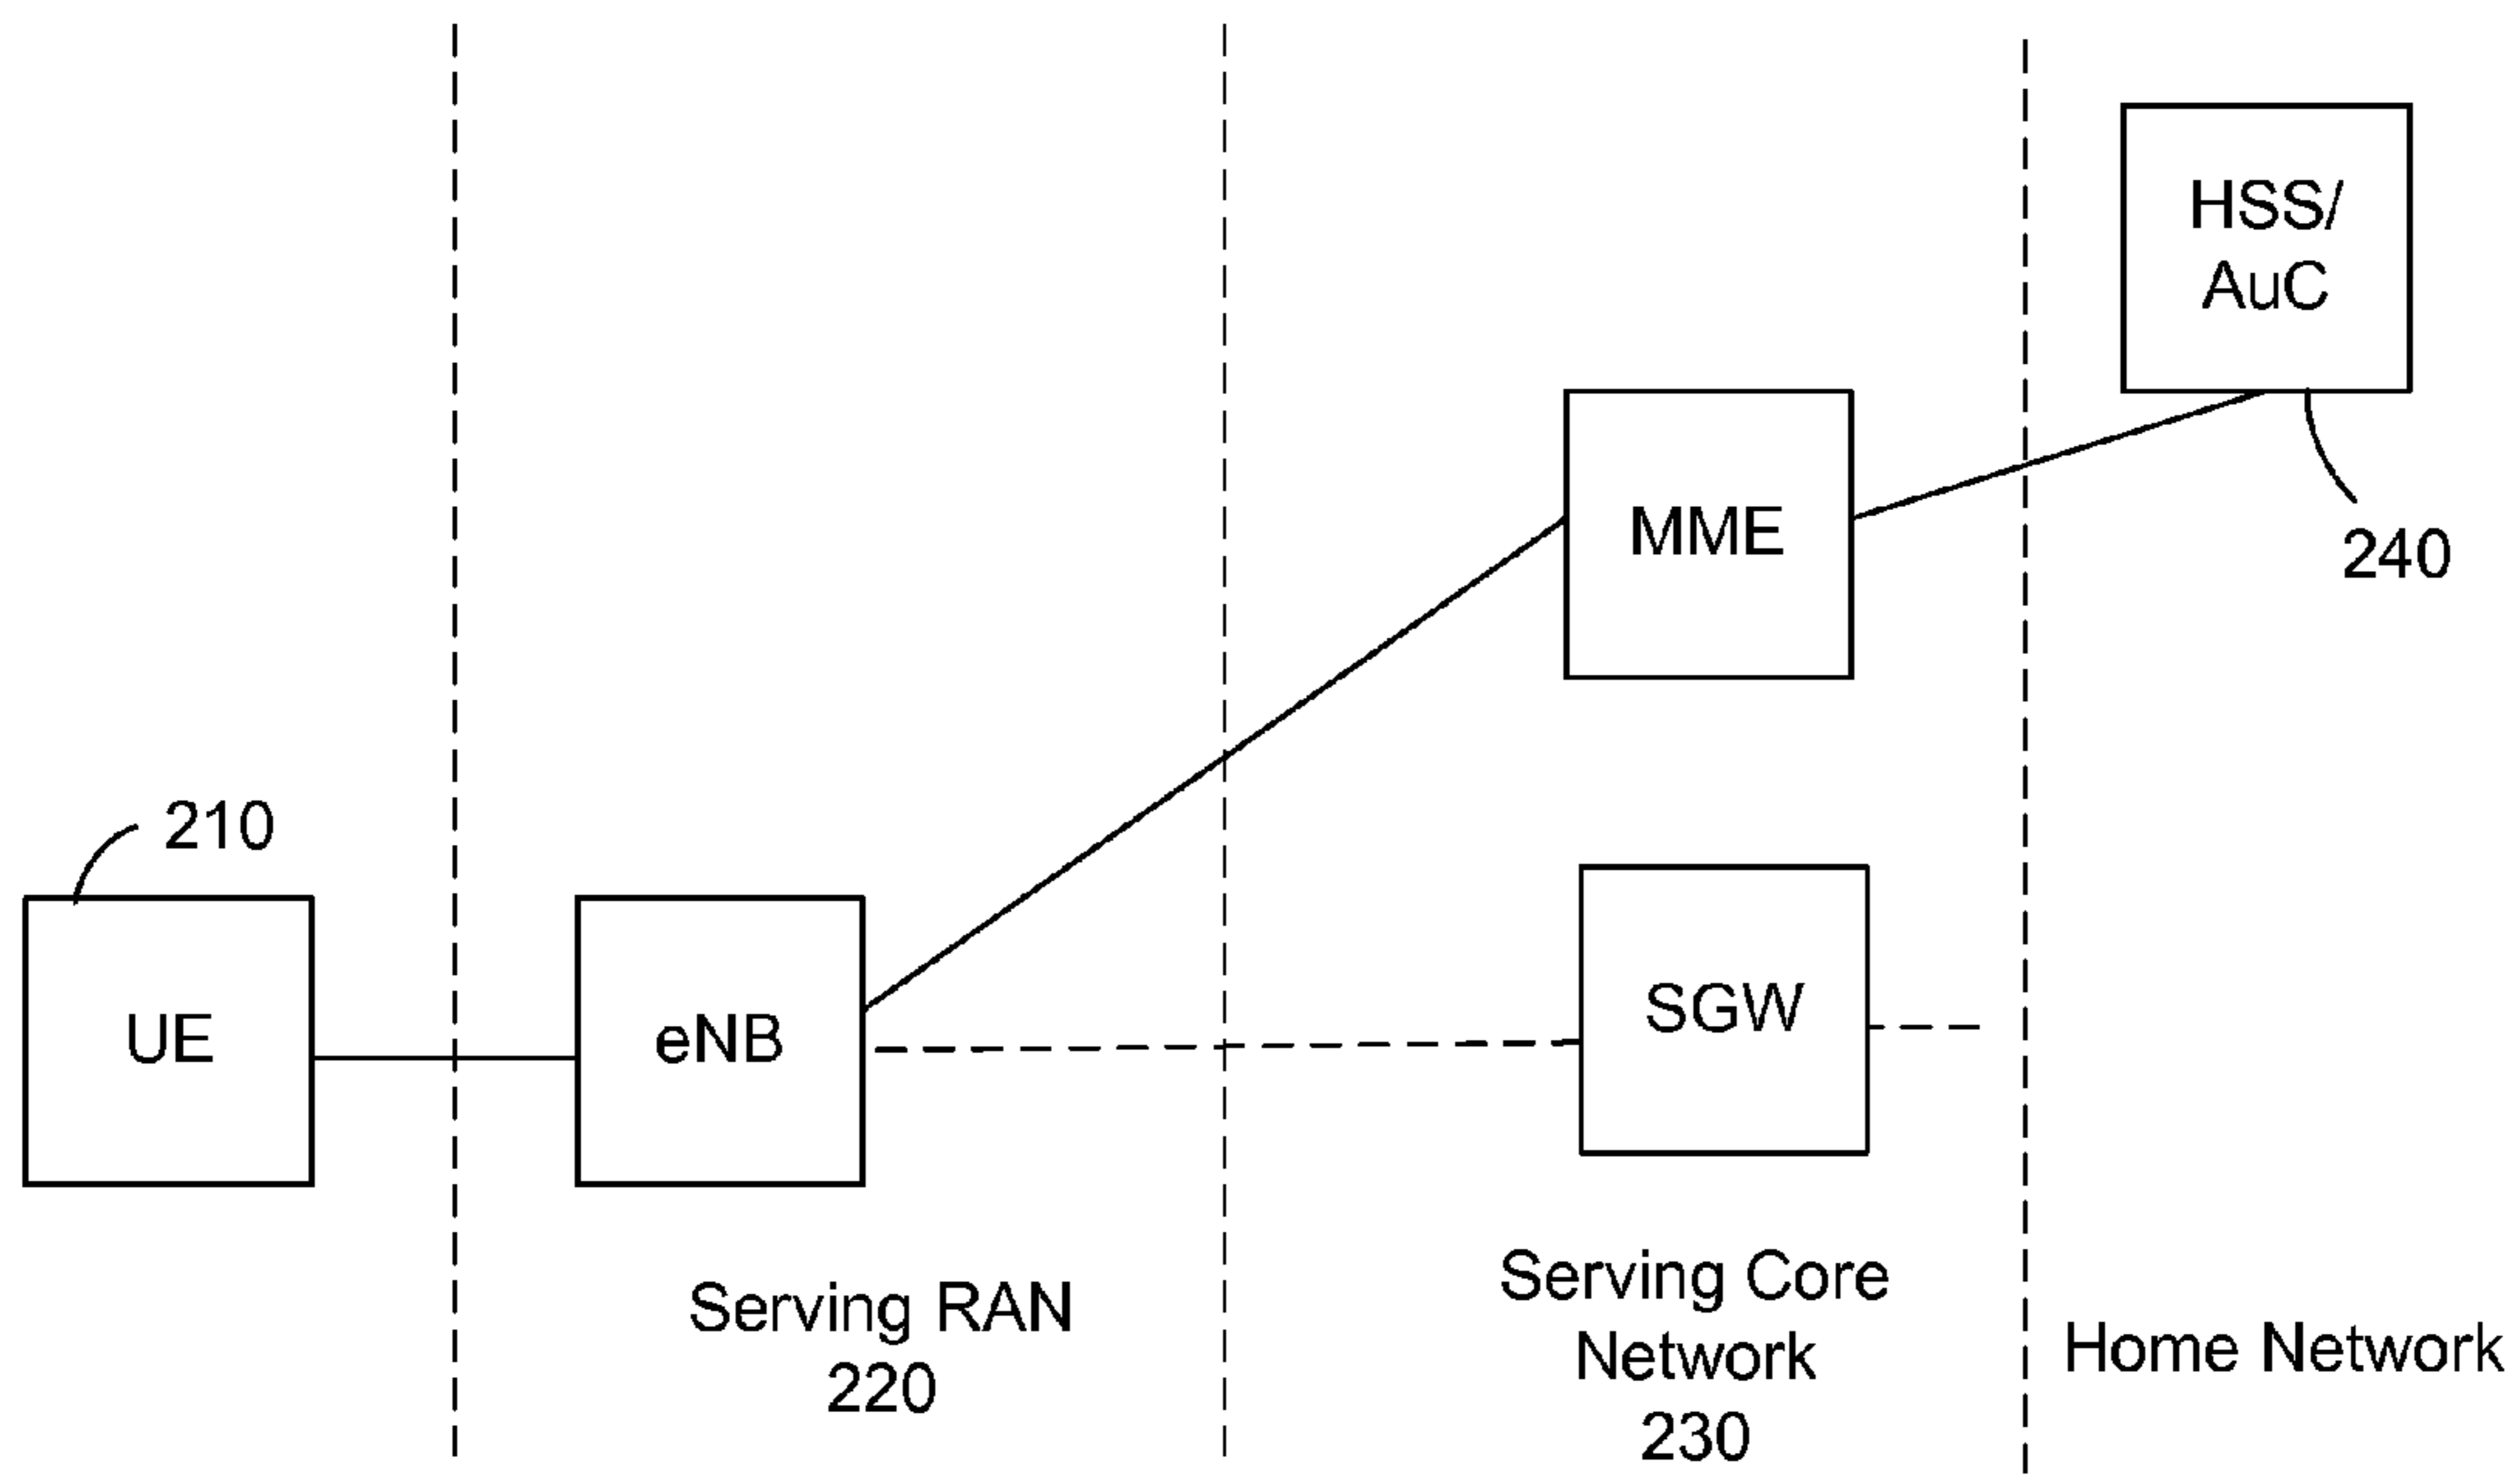 HSS/
AuC
MME
240
210
UE
eNB
SGW
Serving RAN
220
Serving Core
Network
230
Home Network